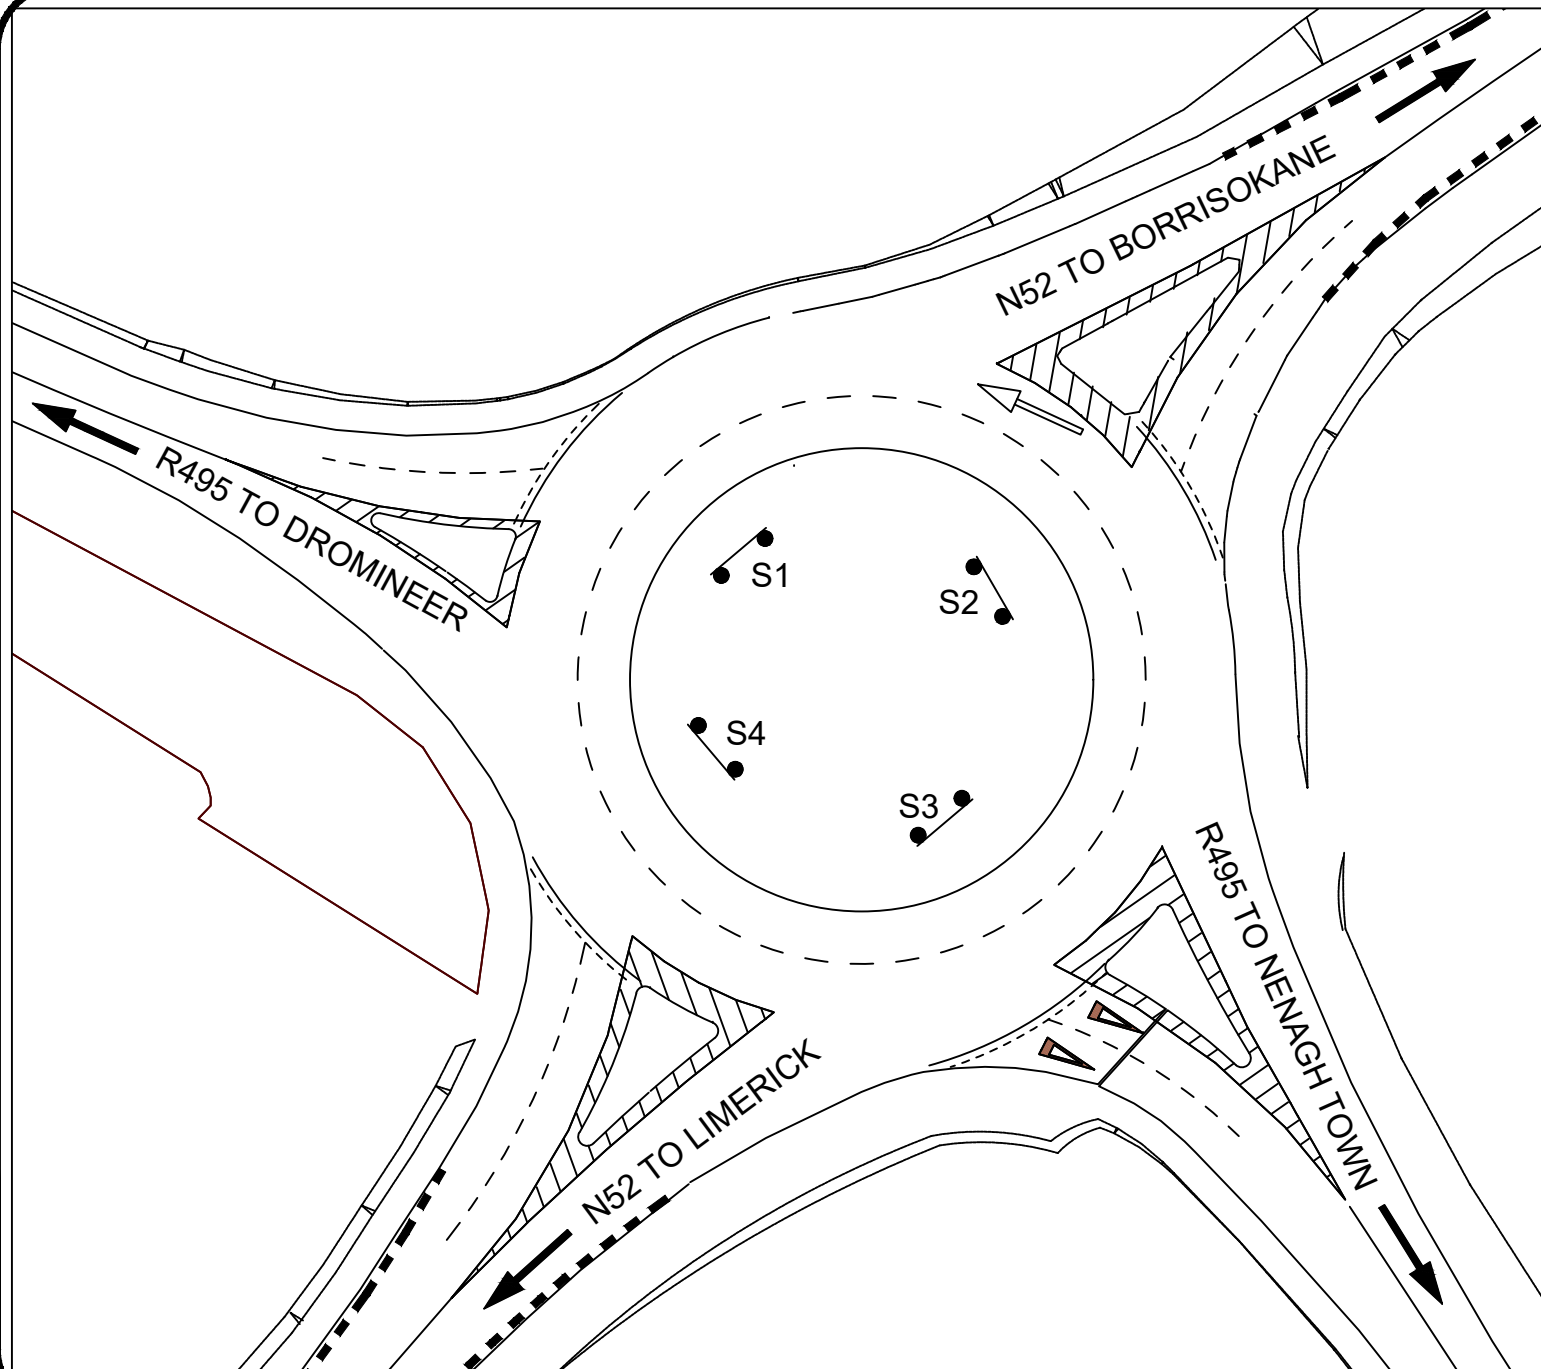 N52 TO BORRISOKANE
R495 TO DROMINEER
S1
S2
S4
S3
R495 TO NENAGH TOWN
N52 TO LIMERICK